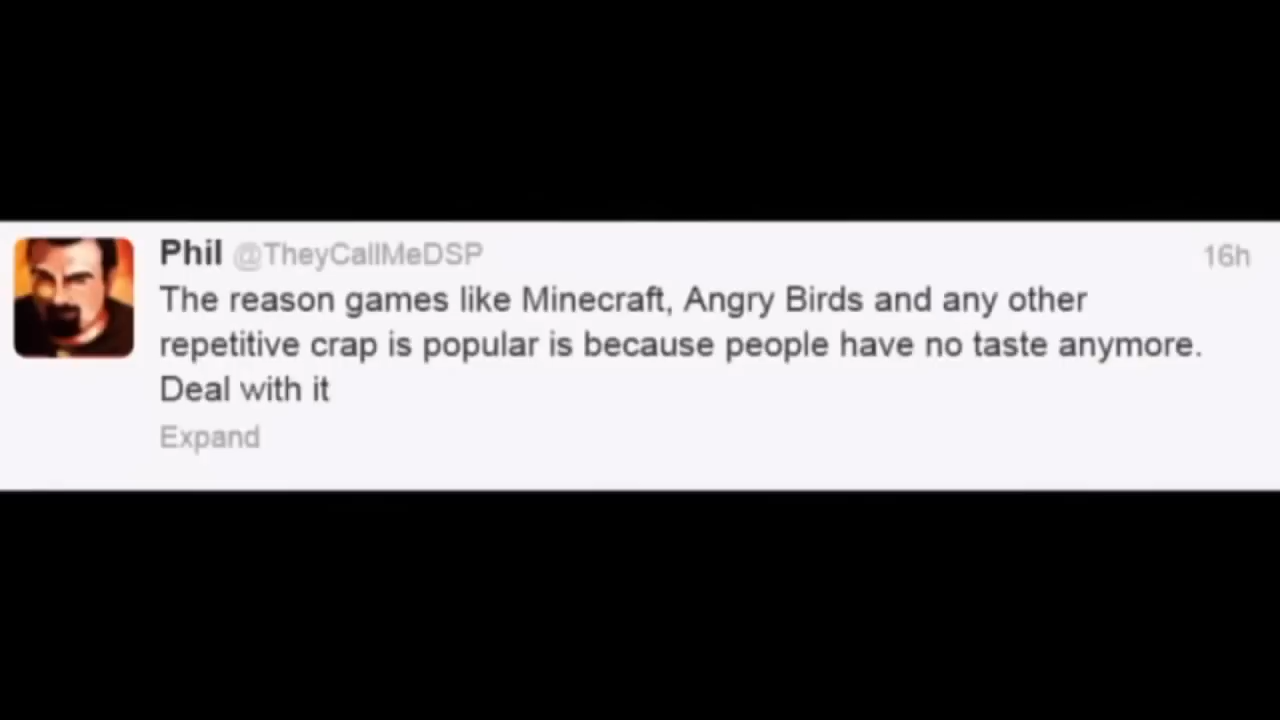 Phil @TheyCallMeDSP 16h
The reason games like Minecraft, Angry Birds and any other
repetitive crap is popular is because people have no taste anymore.
Deal with it
Expand